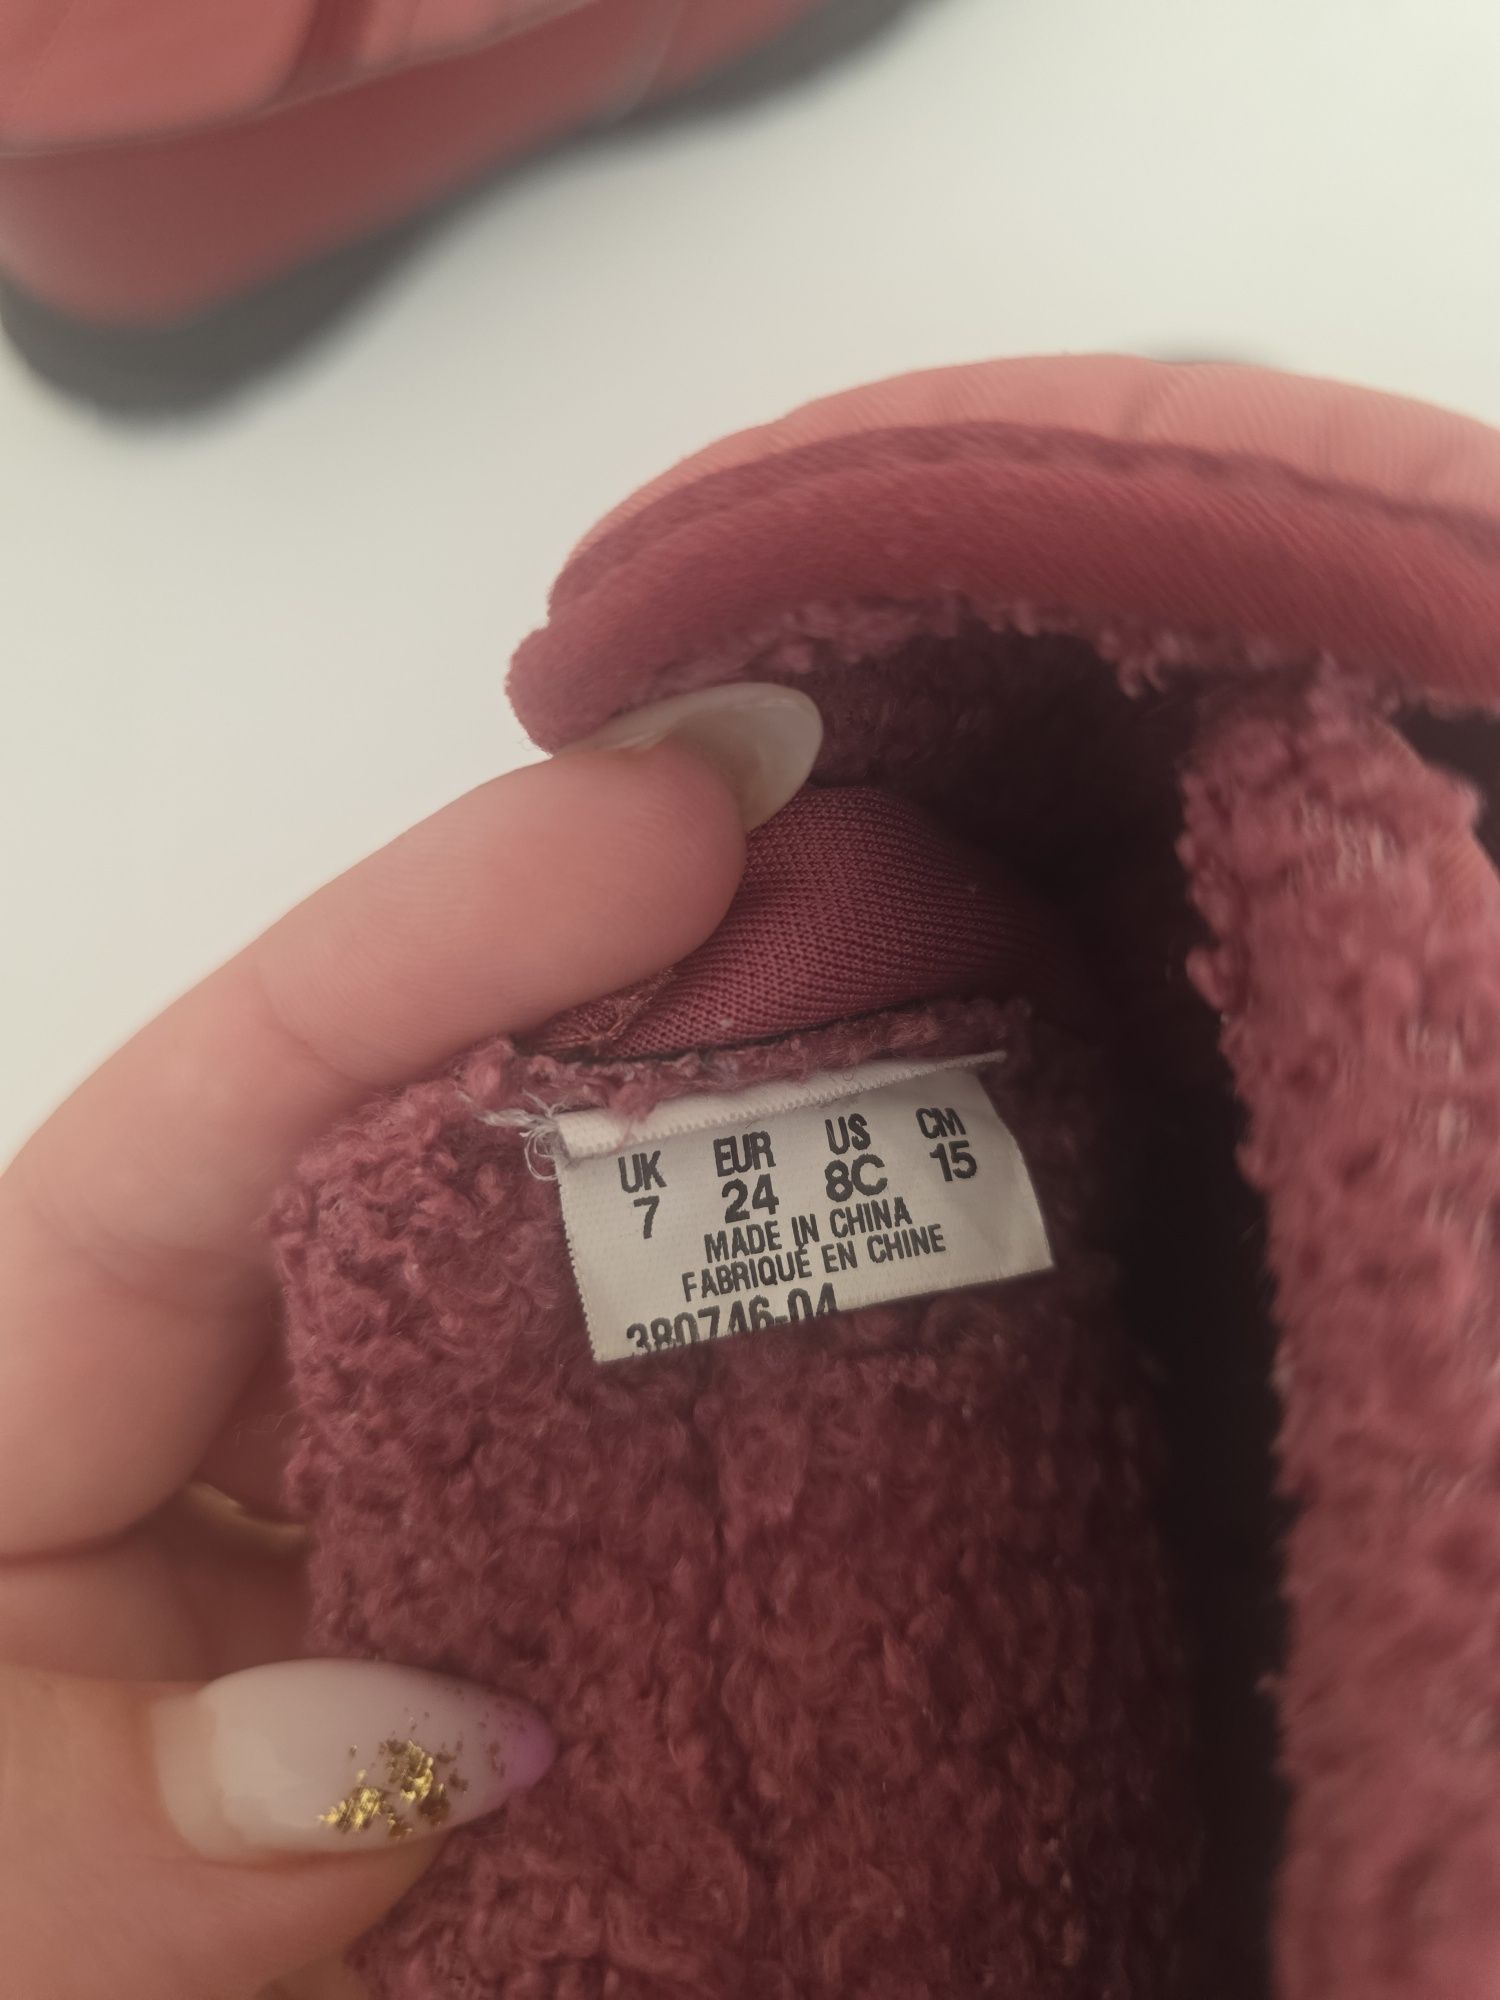 UK EUR US CM
7 24 8C 15
MADE IN CHINA
FABRIQUÉ EN CHINE
380746-04